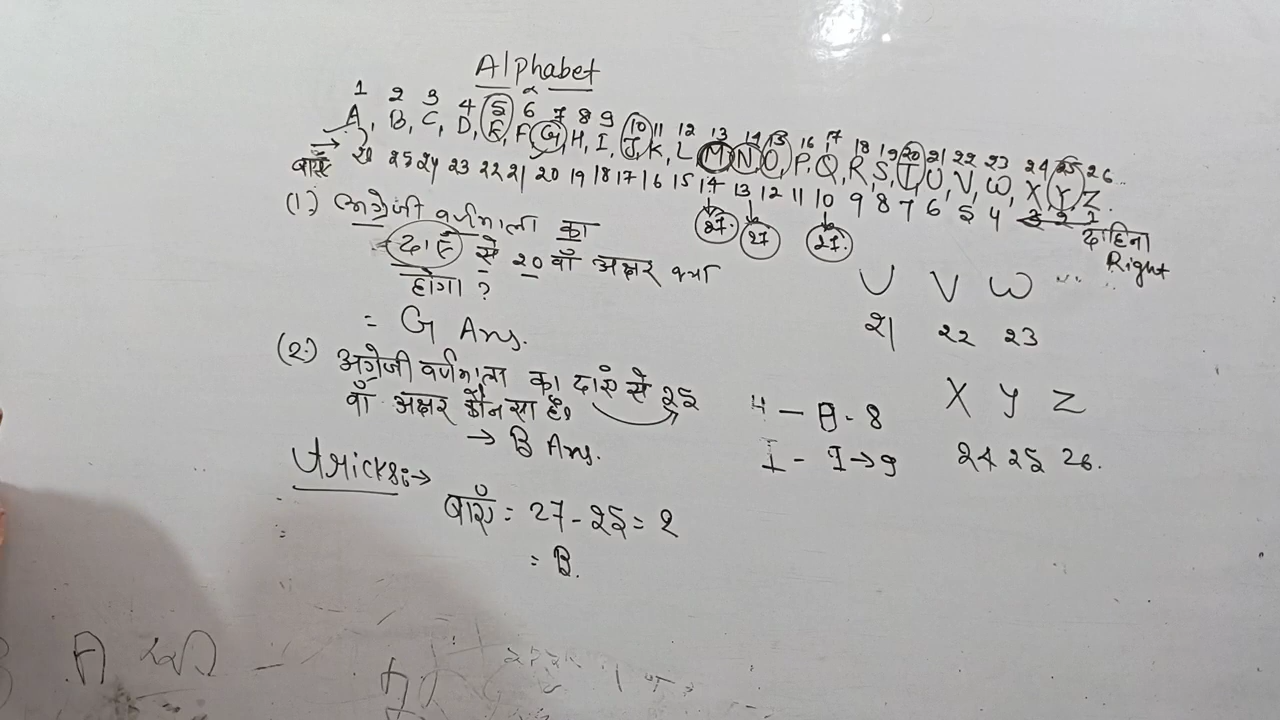 Alphabet
1 2 3 4 5 6 7 8 9 10 11 12 13 14 15 16 17 18 19 20 21 22 23 24 25 26
A, B, C, D, E, F, G, H, I, J, K, L M N O, P, Q, R, S, T, U, V, W, X Y, Z.
बाएँ 26 25 24 23 22 21 20 19 18 17 16 15 14 13 12 11 10 9 8 7 6 5 4 3 2 1
27. 27 27.
दाहिना
Right
(1) अंग्रेजी वर्णमाला का
दाएँ से 20 वाँ अक्षर क्या
होगा ?
= G Ans.
U V W
21 22 23
(2.) अंग्रेजी वर्णमाला का दाएं से 25
वाँ अक्षर कौन सा है,
→ B Ans.
H - 8
I - → 9
X Y Z
24 25 26.
Tricks:→
बाएँ = 27 - 25 = 2
= B.